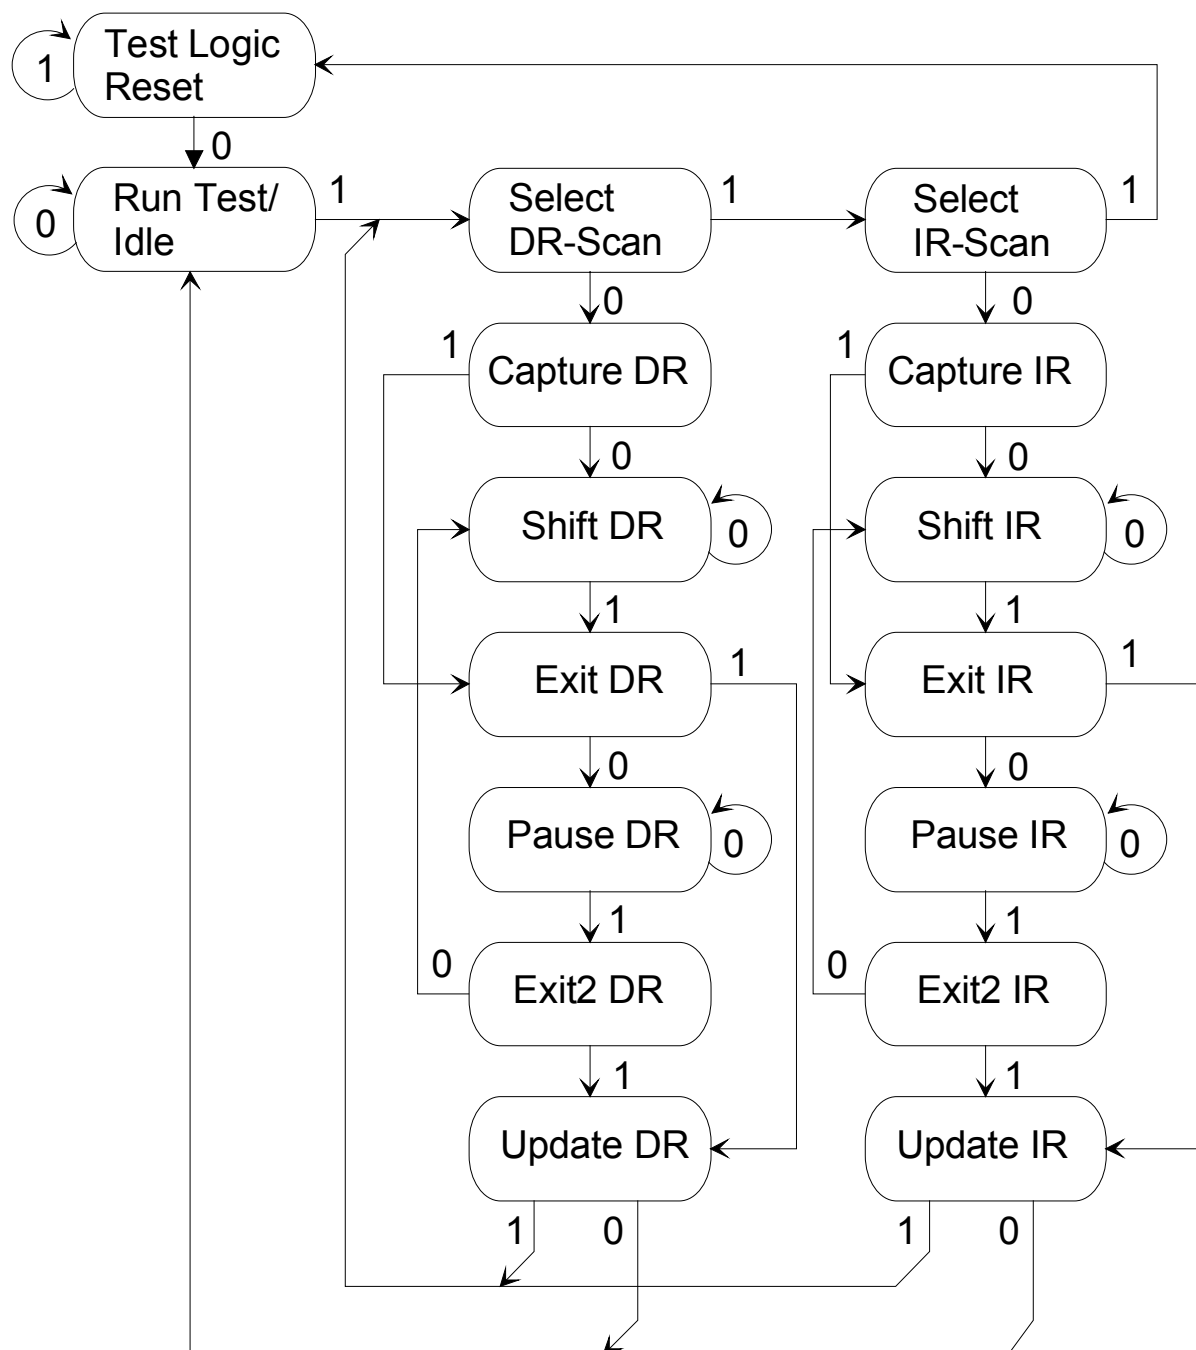 Test Logic
Reset
1
0
Run Test/
Idle
0
1
Select
DR-Scan
1
Select
IR-Scan
1
0
0
1
Capture DR
1
Capture IR
0
0
Shift DR
0
Shift IR
0
1
1
Exit DR
1
Exit IR
1
0
0
Pause DR
0
Pause IR
0
1
1
0
Exit2 DR
0
Exit2 IR
1
1
Update DR
Update IR
1
0
1
0